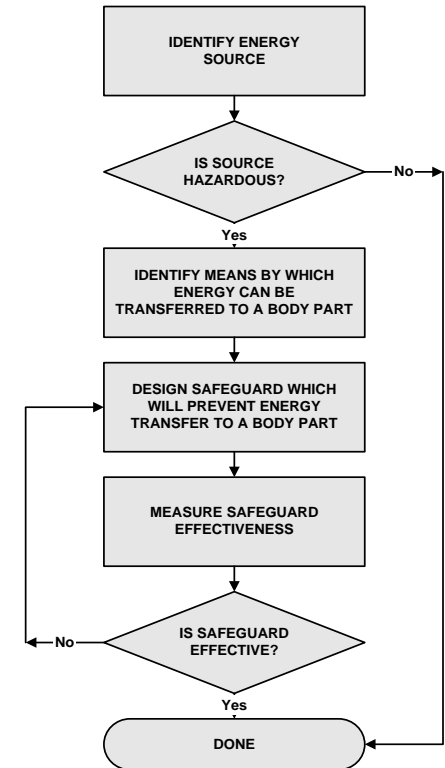 IDENTIFY ENERGY
SOURCE
IS SOURCE
HAZARDOUS?
No
Yes
IDENTIFY MEANS BY WHICH
ENERGY CAN BE
TRANSFERRED TO A BODY PART
DESIGN SAFEGUARD WHICH
WILL PREVENT ENERGY
TRANSFER TO A BODY PART
MEASURE SAFEGUARD
EFFECTIVENESS
No
IS SAFEGUARD
EFFECTIVE?
Yes
DONE